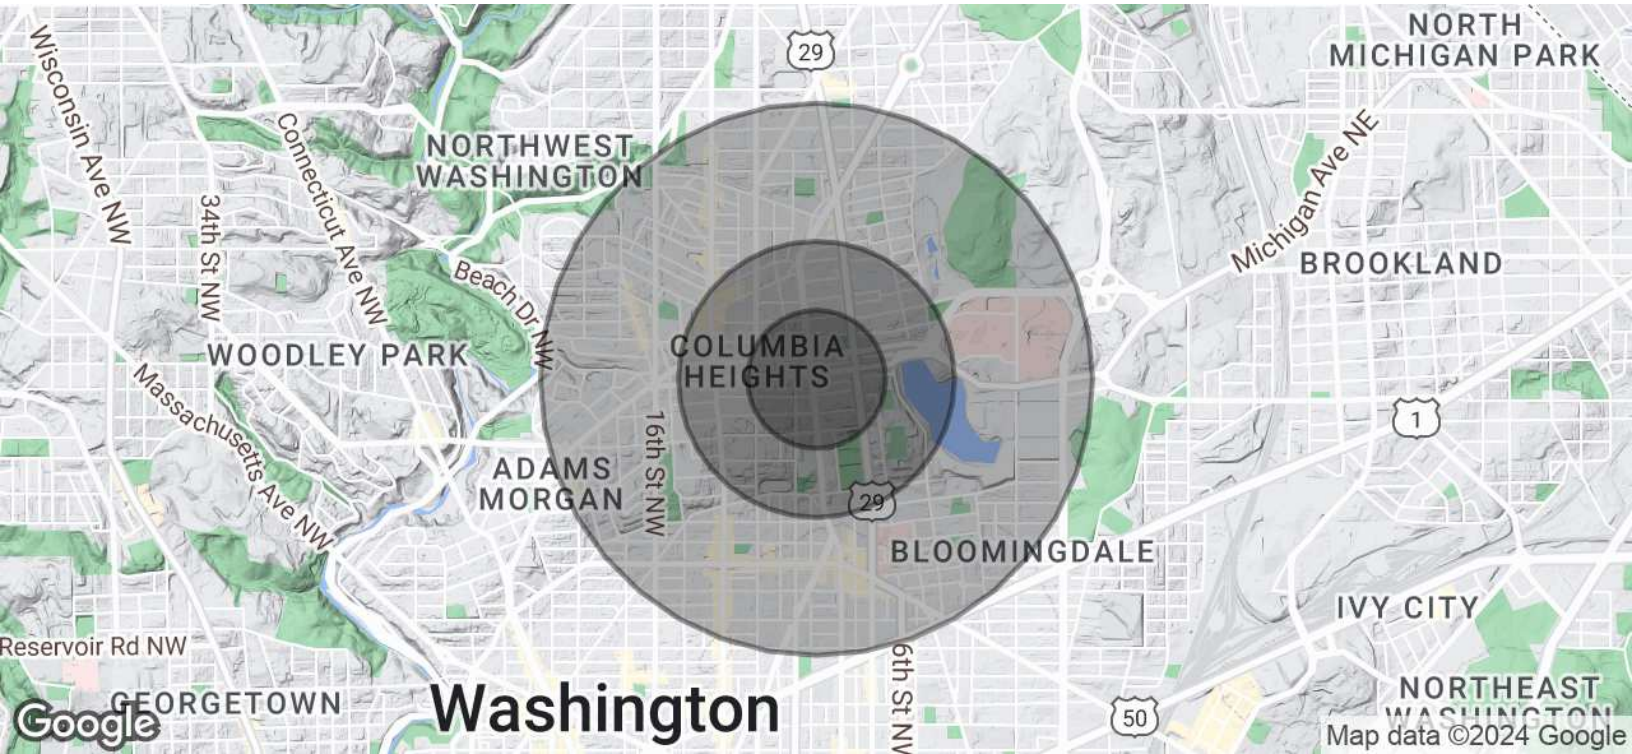 NORTH
MICHIGAN PARK
29
Wisconsin Ave NW
Connecticut Ave NW
NORTHWEST
WASHINGTON
Michigan Ave NE
34th St NW
BROOKLAND
Beach Dr NW
COLUMBIA
HEIGHTS
WOODLEY PARK
Massachusetts Ave NW
1
16th St NW
ADAMS
MORGAN
29
BLOOMINGDALE
IVY CITY
Reservoir Rd NW
6th St NW
GEORGETOWN
Washington
50
NORTHEAST
WASHINGTON
Google
Map data ©2024 Google